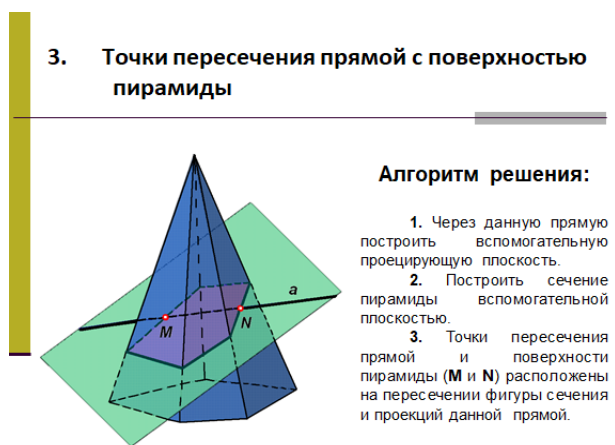 3. Точки пересечения прямой с поверхностью
пирамиды
Алгоритм решения:
1. Через данную прямую
построить вспомогательную
проецирующую плоскость.
2. Построить сечение
пирамиды вспомогательной
плоскостью.
3. Точки пересечения
прямой и поверхности
пирамиды (M и N) расположены
на пересечении фигуры сечения
и проекций данной прямой.
a
M
N